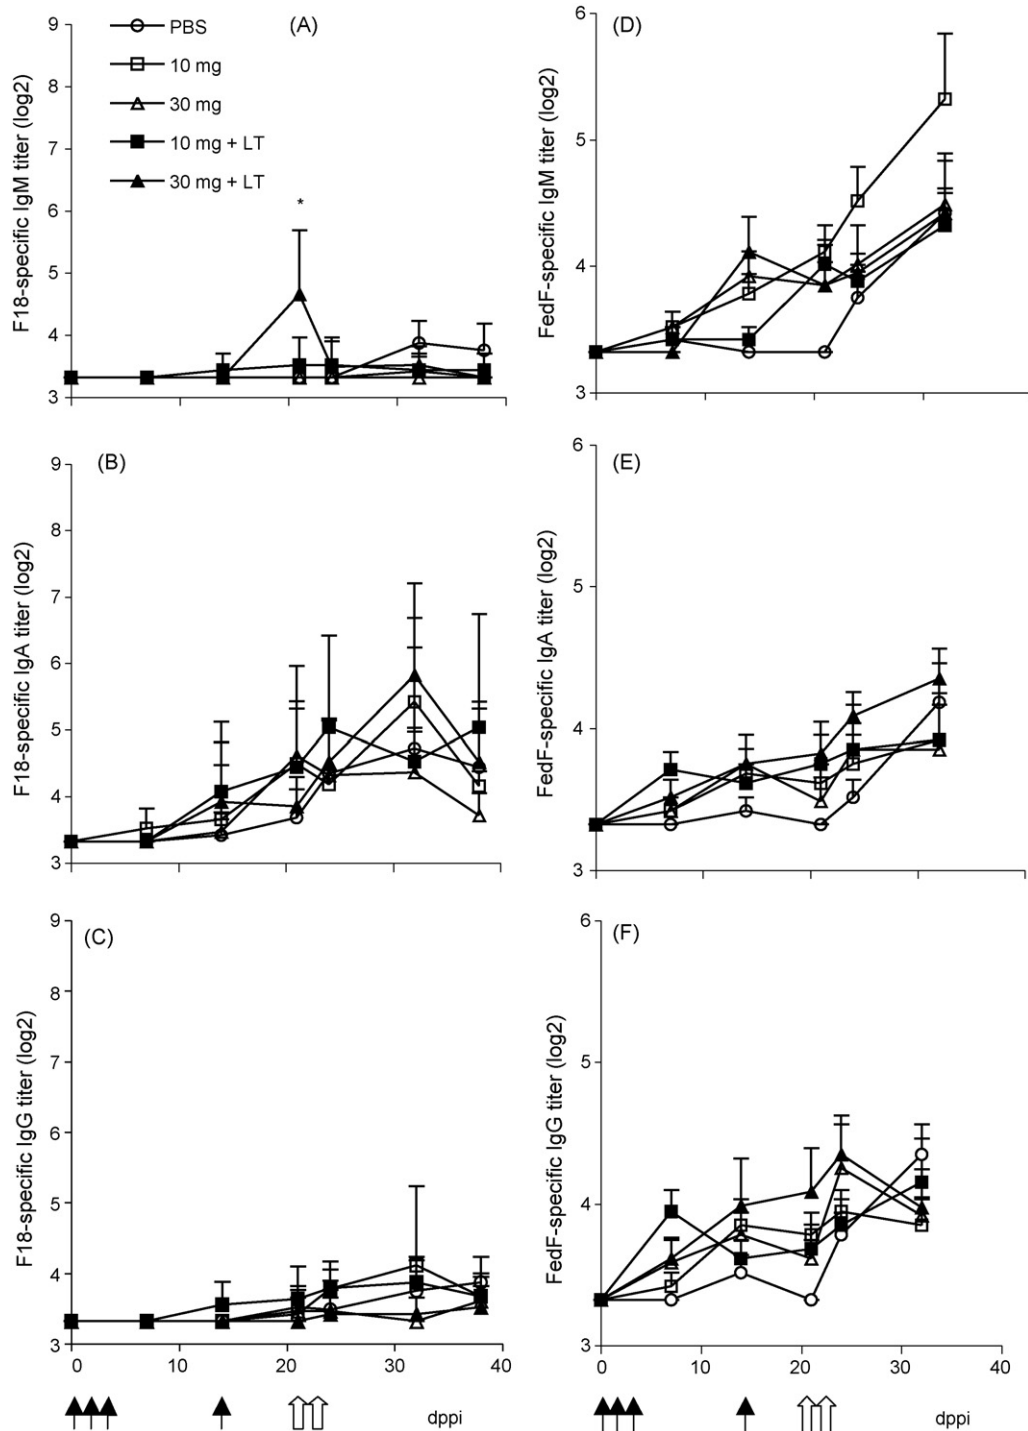 (A)
F18-specific IgM titer (log2)
9
8
7
6
5
4
3
PBS
10 mg
30 mg
10 mg + LT
30 mg + LT
*
(D)
FedF-specific IgM titer (log2)
6
5
4
3
(B)
F18-specific IgA titer (log2)
9
8
7
6
5
4
3
(E)
FedF-specific IgA titer (log2)
6
5
4
3
(C)
F18-specific IgG titer (log2)
9
8
7
6
5
4
3
0 10 20 30 40
dppi
(F)
FedF-specific IgG titer (log2)
6
5
4
3
0 10 20 30 40
dppi